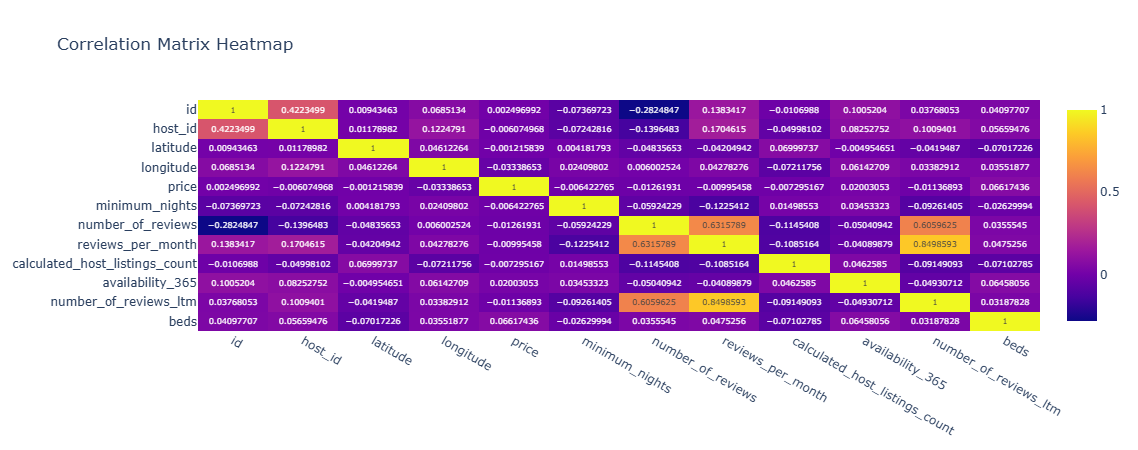 Correlation Matrix Heatmap
id 1 0.4223499 0.00943463 0.0685134 0.002496992 −0.07369723 −0.2824847 0.1383417 −0.0106988 0.1005204 0.03768053 0.04097707
host_id 0.4223499 1 0.01178982 0.1224791 −0.006074968 −0.07242816 −0.1396483 0.1704615 −0.04998102 0.08252752 0.1009401 0.05659476
latitude 0.00943463 0.01178982 1 0.04612264 −0.001215839 0.004181793 −0.04835653 −0.04204942 0.06999737 −0.004954651 −0.0419487 −0.07017226
longitude 0.0685134 0.1224791 0.04612264 1 −0.03338653 0.02409802 0.006002524 0.04278276 −0.07211756 0.06142709 0.03382912 0.03551877
price 0.002496992 −0.006074968 −0.001215839 −0.03338653 1 −0.006422765 −0.01261931 −0.00995458 −0.007295167 0.02003053 −0.01136893 0.06617436
minimum_nights −0.07369723 −0.07242816 0.00418179​3 0.02409802 −0.006422765 1 −0.05924229 −0.1225412 0.01498553 0.03453323 −0.09261405 −0.02629994
number_of_reviews −0.2824847 −0.1396483 −0.04835653 0.006002524 −0.01261931 −0.05924229 1 0.6315789 −0.1145408 −0.05040942 0.6059625 0.0355545
reviews_per_month 0.1383417 0.1704615 −0.04204942 0.04278276 −0.00995458 −0.1225412 0.6315789 1 −0.1085164 −0.04089879 0.8498593 0.0475256
calculated_host_listings_count −0.0106988 −0.04998102 0.06999737 −0.07211756 −0.007295167 0.01498553 −0.1145408 −0.1085164 1 0.0462585 −0.09149093 −0.07102785
availability_365 0.1005204 0.08252752 −0.004954651 0.06142709 0.02003053 0.03453323 −0.05040942 −0.04089879 0.0462585 1 −0.04930712 0.06458056
number_of_reviews_ltm 0.03768053 0.1009401 −0.0419487 0.03382912 −0.01136893 −0.09261405 0.6059625 0.8498593 −0.09149093 −0.04930712 1 0.03187828
beds 0.04097707 0.05659476 −0.07017226 0.03551877 0.06617436 −0.02629994 0.0355545 0.0475256 −0.07102785 0.06458056 0.03187828 1
id
host_id
latitude
longitude
price
minimum_nights
number_of_reviews
reviews_per_month
calculated_host_listings_count
availability_365
number_of_reviews_ltm
beds
1
0.5
0